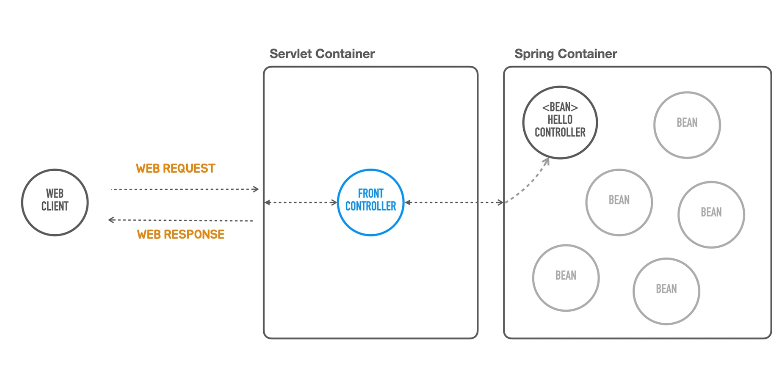 Servlet Container
Spring Container
<BEAN>
HELLO
CONTROLLER
BEAN
WEB REQUEST
WEB
CLIENT
FRONT
CONTROLLER
BEAN
BEAN
WEB RESPONSE
BEAN
BEAN